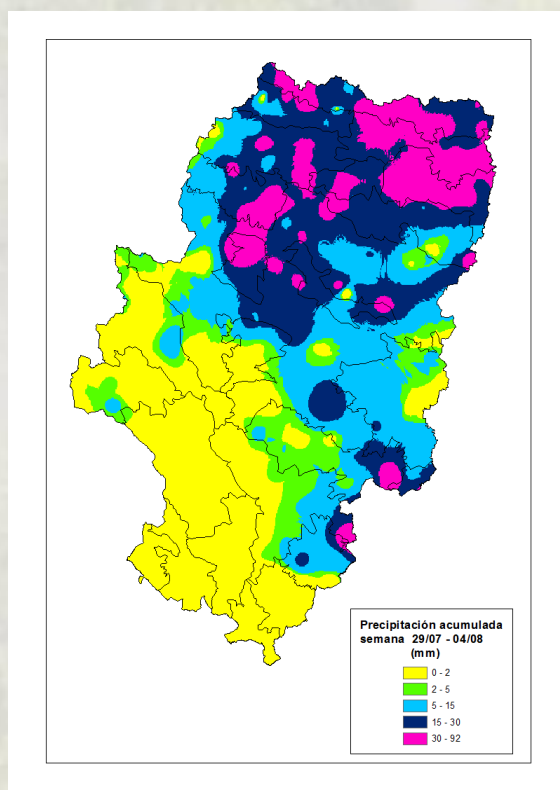 Precipitación acumulada
semana 29/07 - 04/08
(mm)
0 - 2
2 - 5
5 - 15
15 - 30
30 - 92